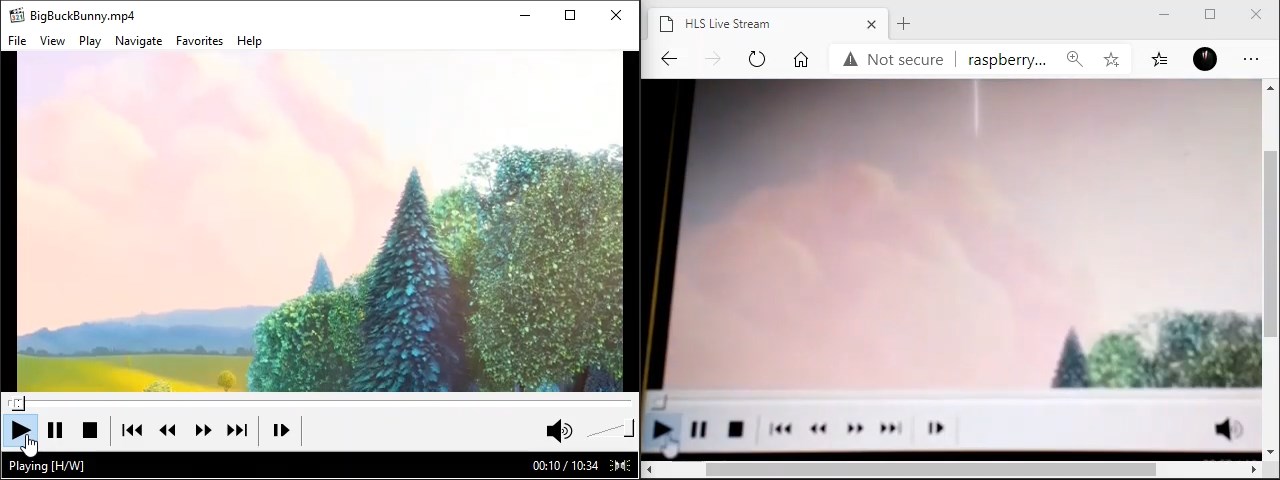 BigBuckBunny.mp4
File View Play Navigate Favorites Help
Playing [H/W]
00:10 / 10:34
HLS Live Stream
Not secure
raspberry...